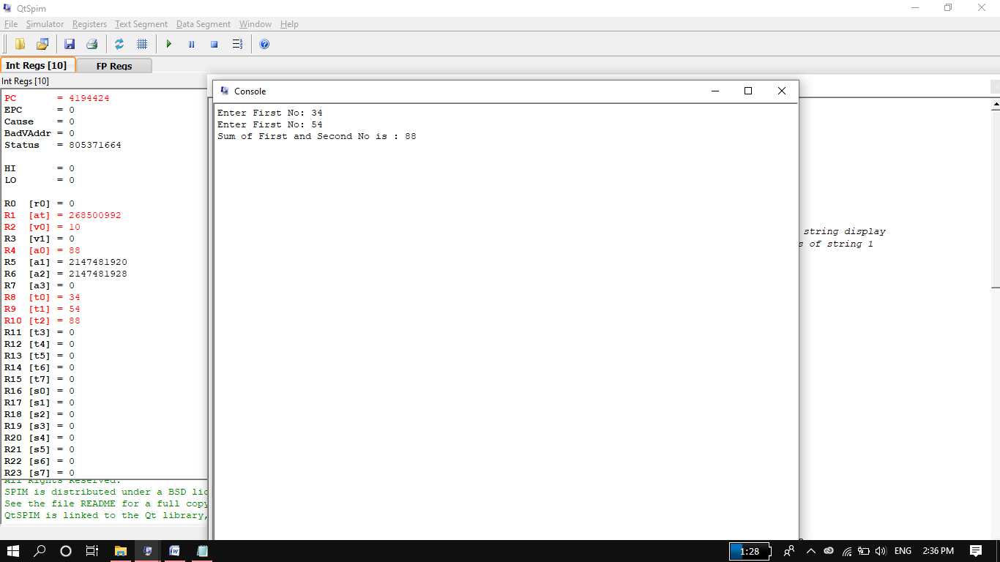 QtSpim
File Simulator Registers Text Segment Data Segment Window Help
Int Regs [10] FP Regs
Int Regs [10]
PC = 4194424
EPC = 0
Cause = 0
BadVAddr = 0
Status = 805371664
HI = 0
LO = 0
R0 [r0] = 0
R1 [at] = 268500992
R2 [v0] = 10
R3 [v1] = 0
R4 [a0] = 88
R5 [a1] = 2147481920
R6 [a2] = 2147481928
R7 [a3] = 0
R8 [t0] = 34
R9 [t1] = 54
R10 [t2] = 88
R11 [t3] = 0
R12 [t4] = 0
R13 [t5] = 0
R14 [t6] = 0
R15 [t7] = 0
R16 [s0] = 0
R17 [s1] = 0
R18 [s2] = 0
R19 [s3] = 0
R20 [s4] = 0
R21 [s5] = 0
R22 [s6] = 0
R23 [s7] = 0
All Rights Reserved.
SPIM is distributed under a BSD lic
See the file README for a full copy
QtSPIM is linked to the Qt library,
Console
Enter First No: 34
Enter First No: 54
Sum of First and Second No is : 88
string display
s of string 1
1:28 ENG 2:36 PM